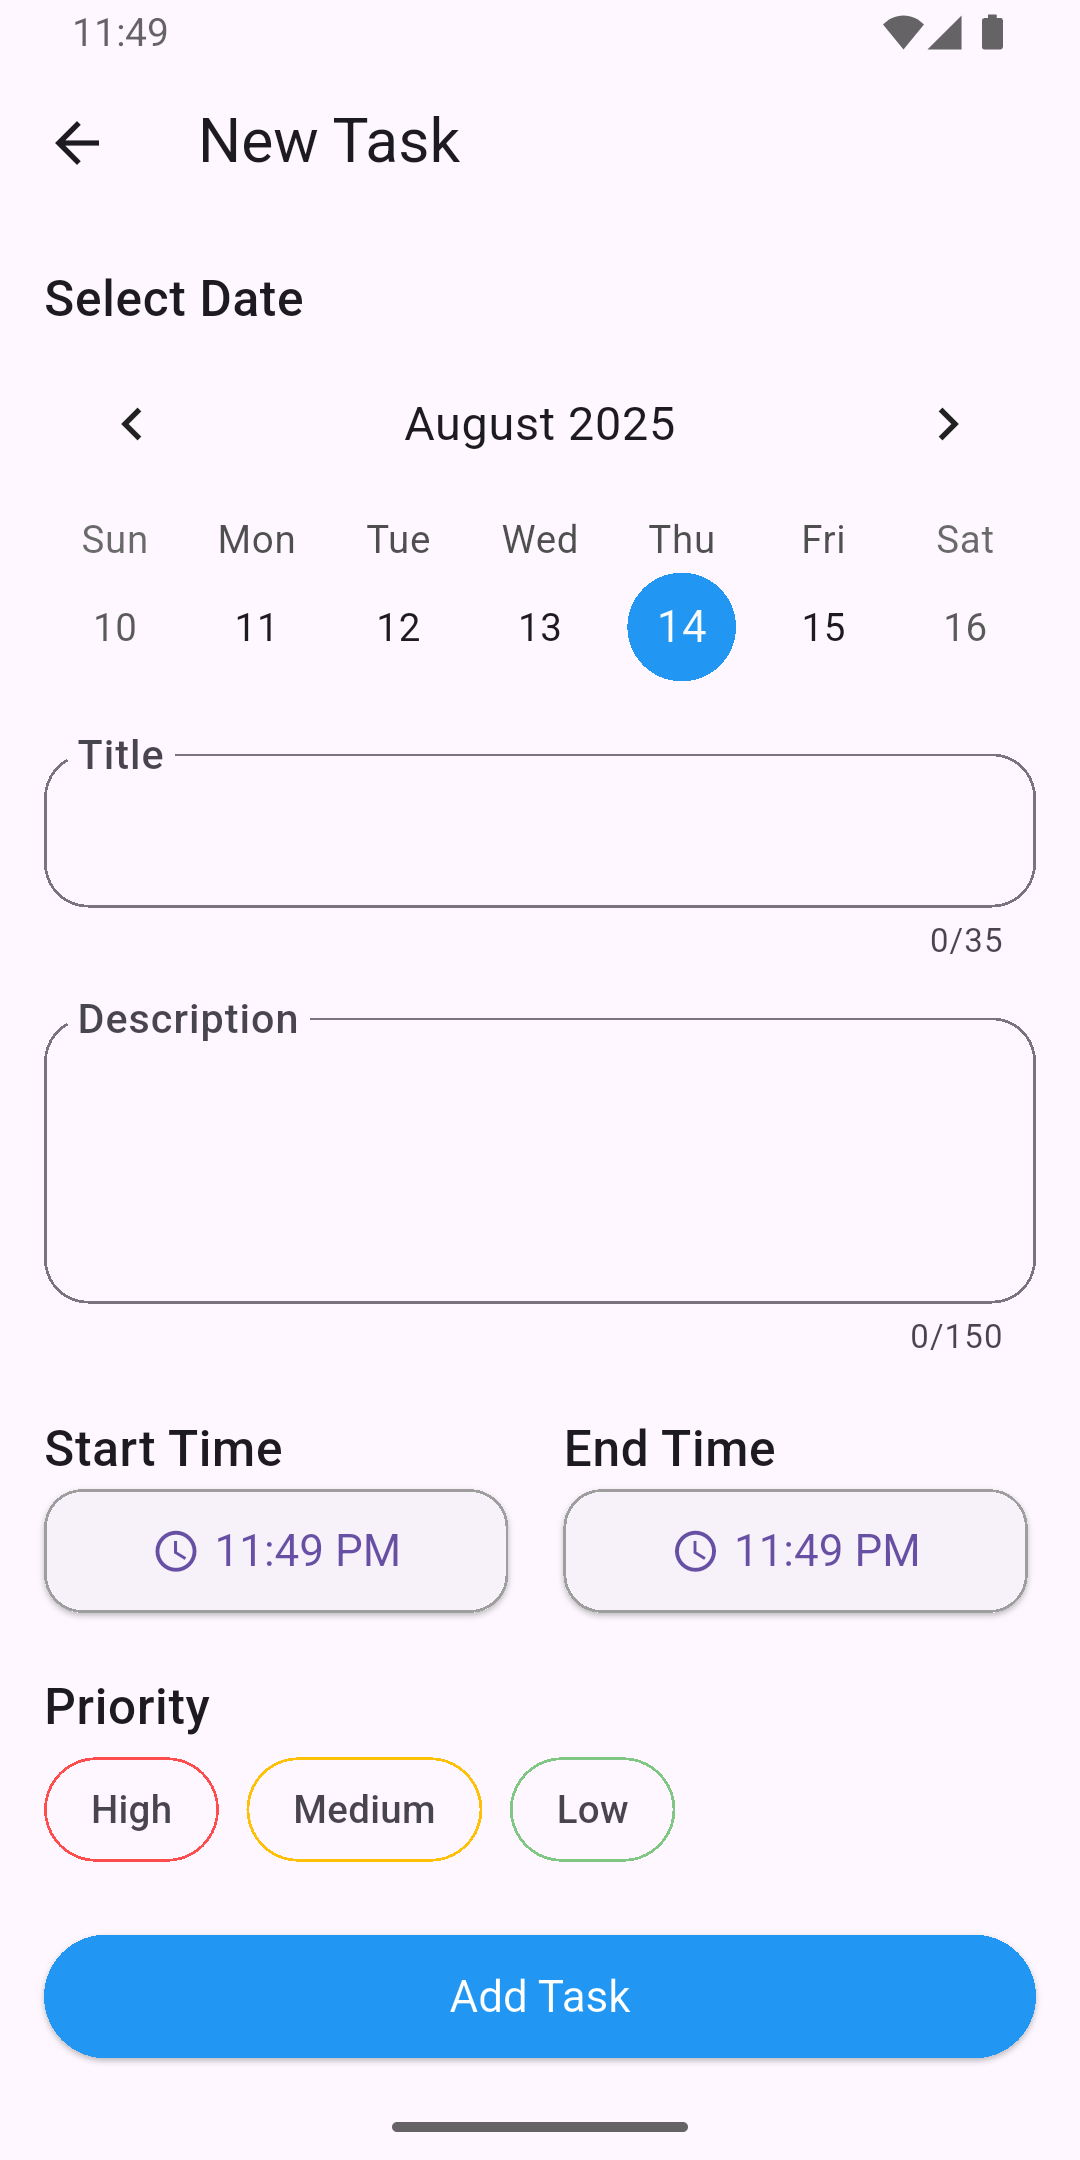 11:49
New Task
Select Date
August 2025
Sun Mon Tue Wed Thu Fri Sat
10 11 12 13 14 15 16
Title
0/35
Description
0/150
Start Time End Time
11:49 PM 11:49 PM
Priority
High Medium Low
Add Task